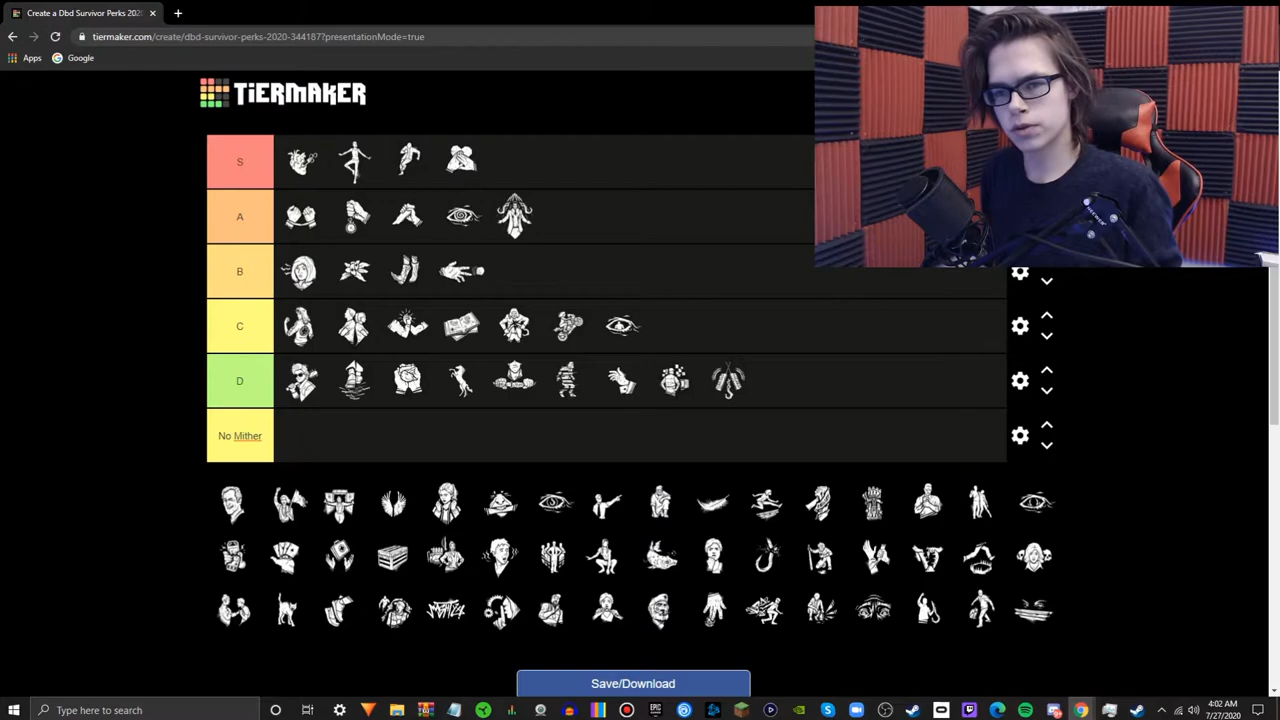 Create a Dbd Survivor Perks 2020
tiermaker.com/create/dbd-survivor-perks-2020-344187?presentationMode=true
Apps
Google
TiERMAKER
S
A
B
C
D
No Mither
Save/Download
Type here to search
4:02 AM
7/27/2020